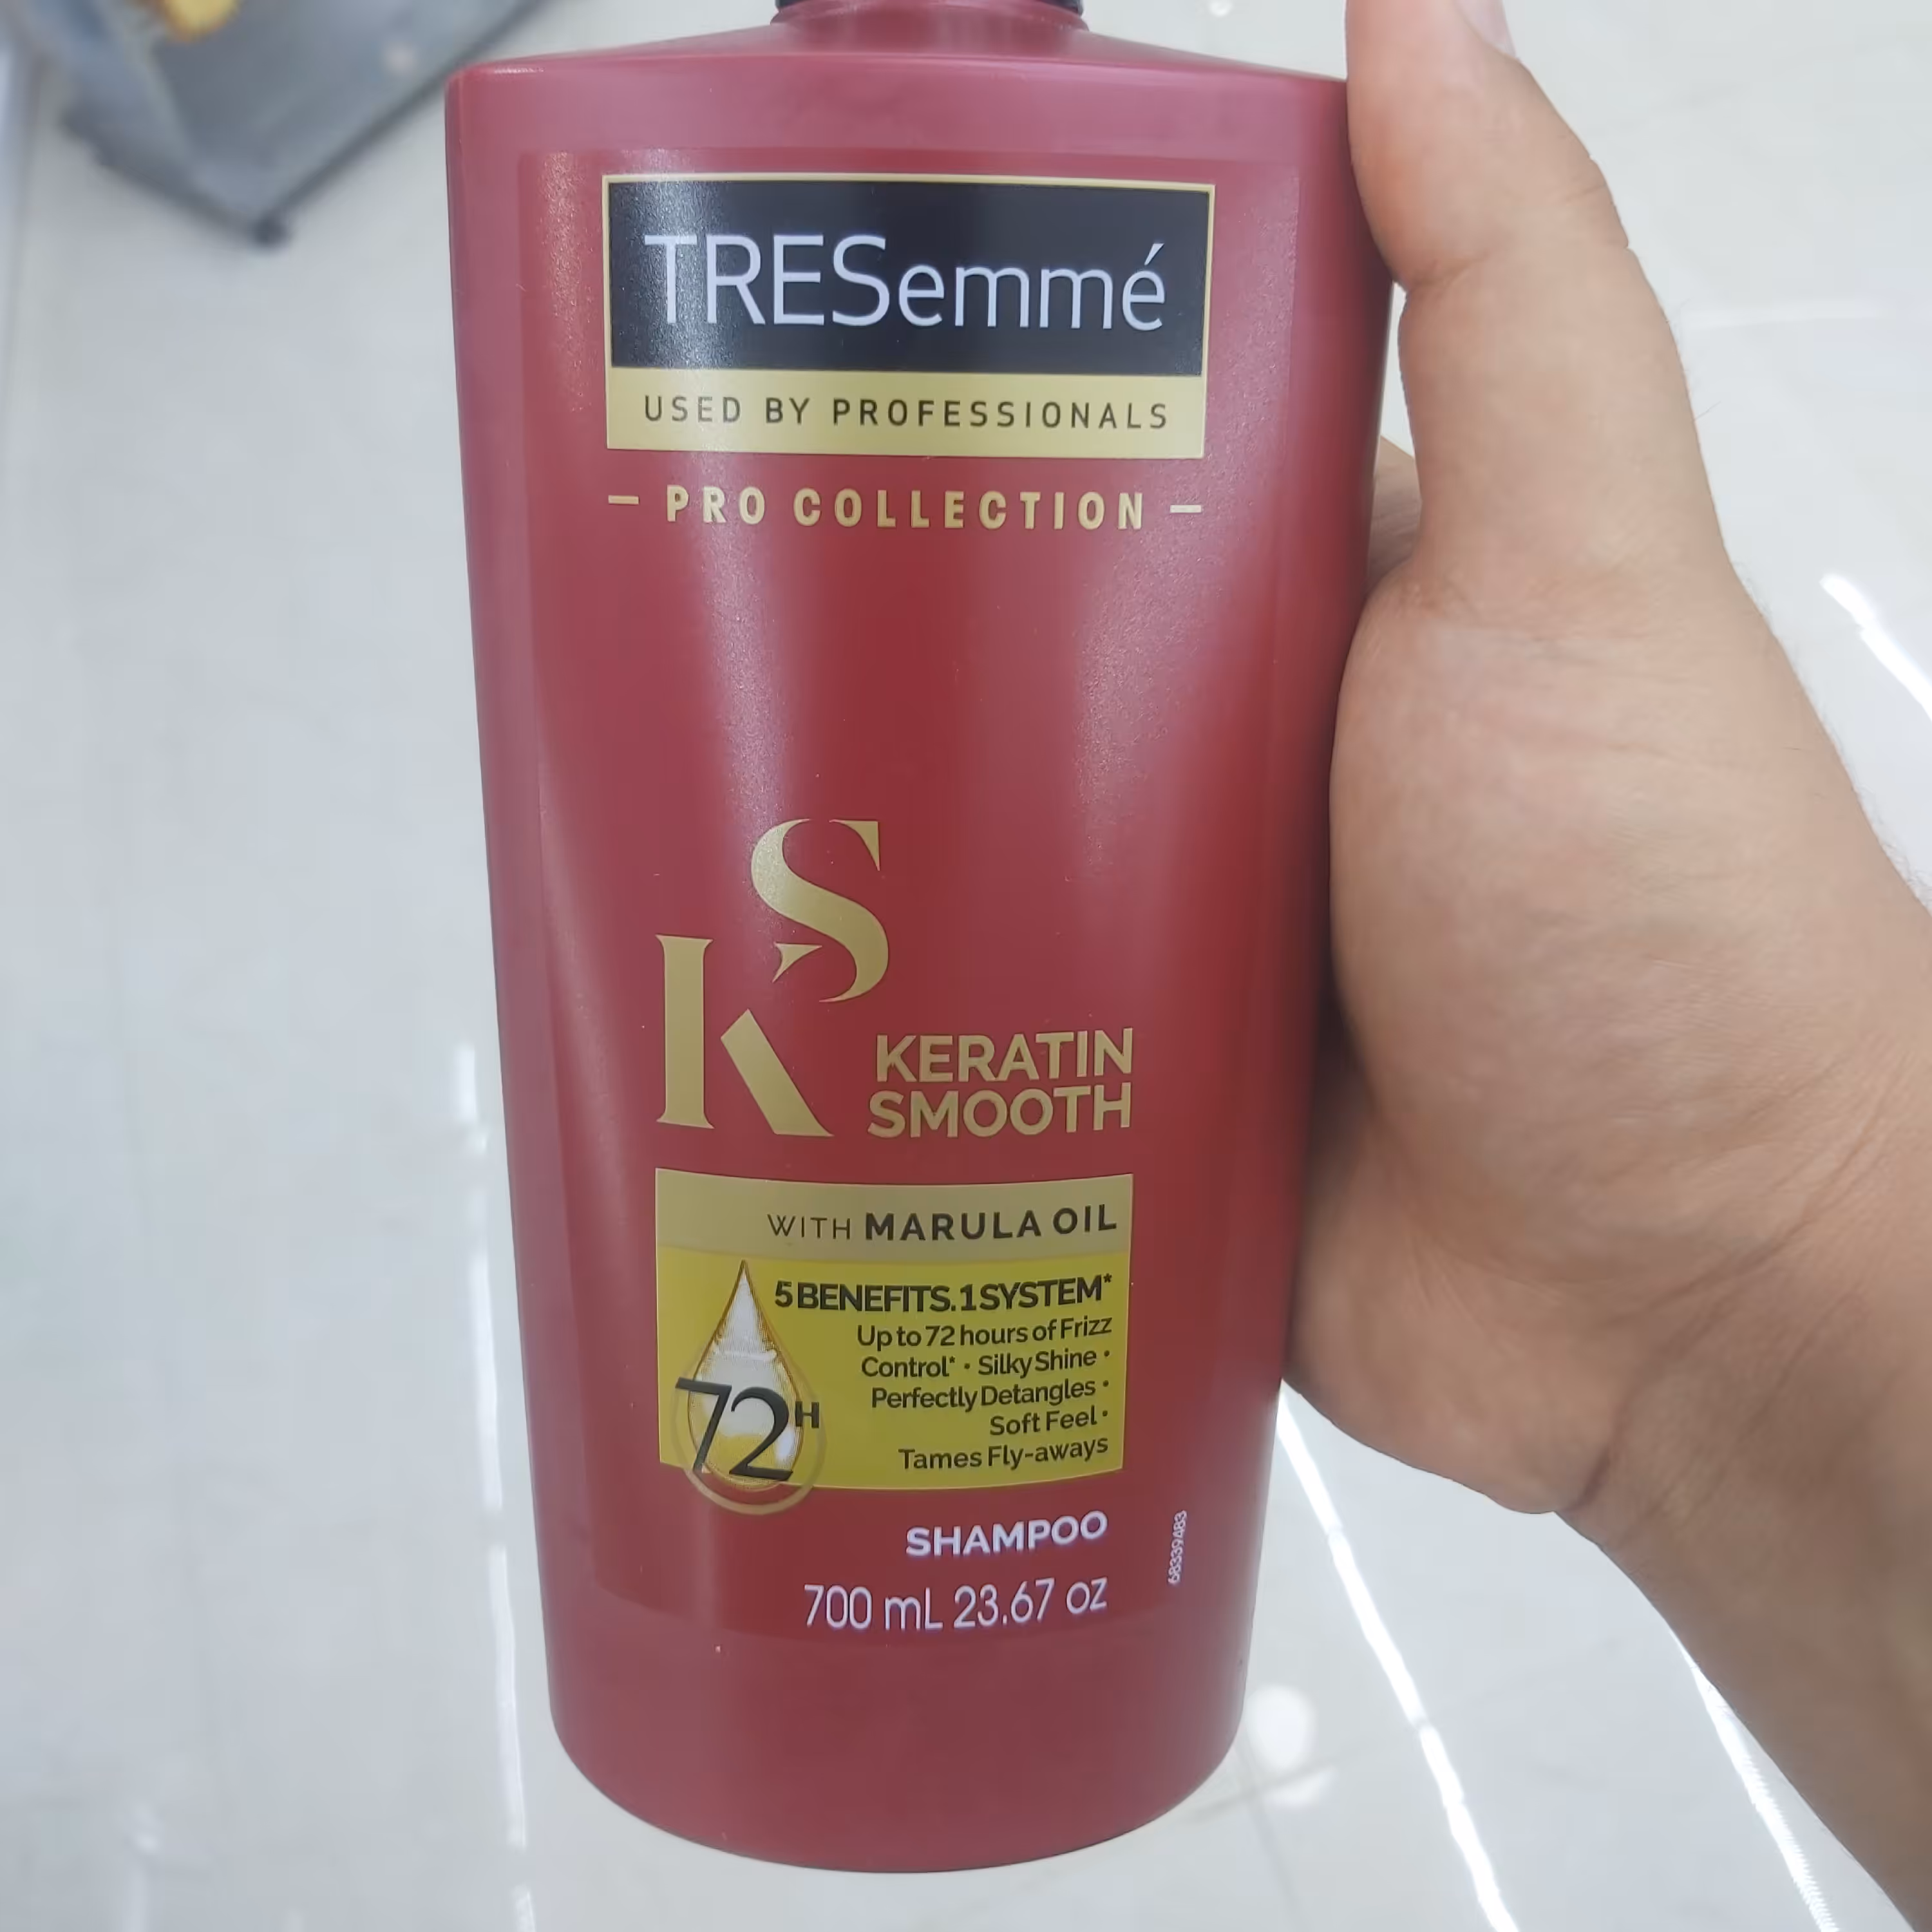 TRESemmé
USED BY PROFESSIONALS
— PRO COLLECTION —
KS
KERATIN
SMOOTH
WITH MARULA OIL
5 BENEFITS. 1 SYSTEM*
Up to 72 hours of Frizz
Control* • Silky Shine •
Perfectly Detangles •
Soft Feel •
Tames Fly-aways
72H
SHAMPOO
700 mL 23.67 oz
68339483